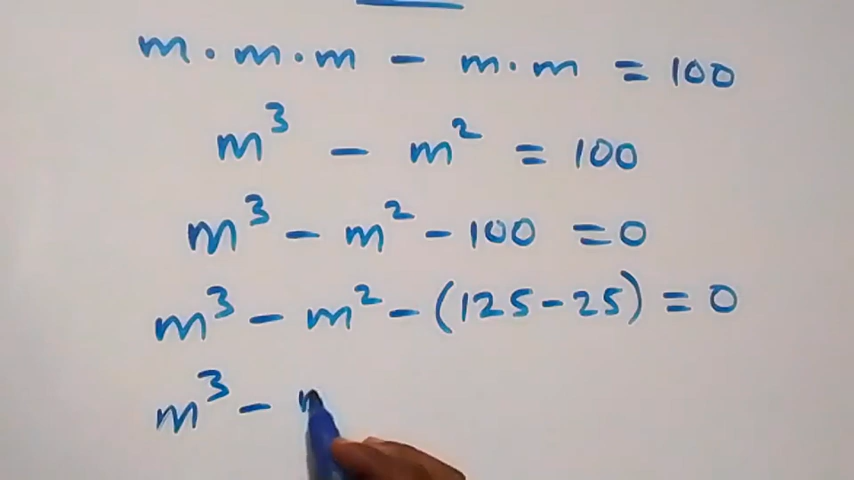 m · m · m - m · m = 100
m³ - m² = 100
m³ - m² - 100 = 0
m³ - m² - (125 - 25) = 0
m³ -